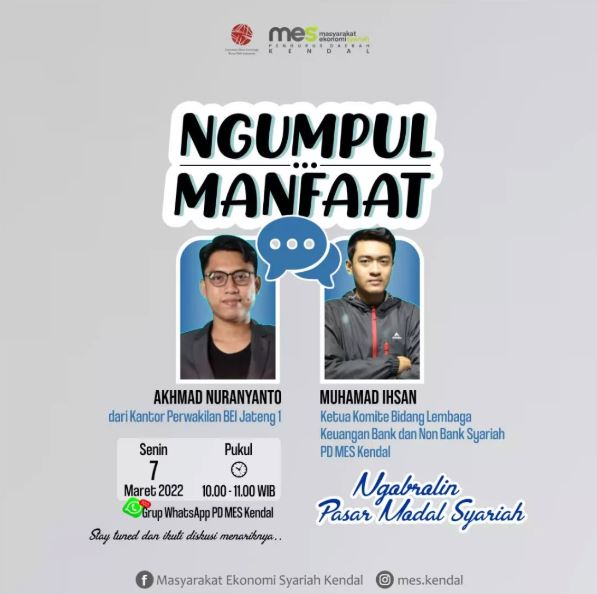 mes masyarakat
ekonomi syariah
PENGURUS DAERAH
KENDAL
NGUMPUL
MANFAAT
AKHMAD NURANYANTO
dari Kantor Perwakilan BEI Jateng 1
MUHAMAD IHSAN
Ketua Komite Bidang Lembaga
Keuangan Bank dan Non Bank Syariah
PD MES Kendal
Senin
7
Maret 2022
Pukul
10.00 - 11.00 WIB
Grup WhatsApp PD MES Kendal
Stay tuned dan ikuti diskusi menariknya..
Ngobrolin
Pasar Modal Syariah
Masyarakat Ekonomi Syariah Kendal
mes.kendal